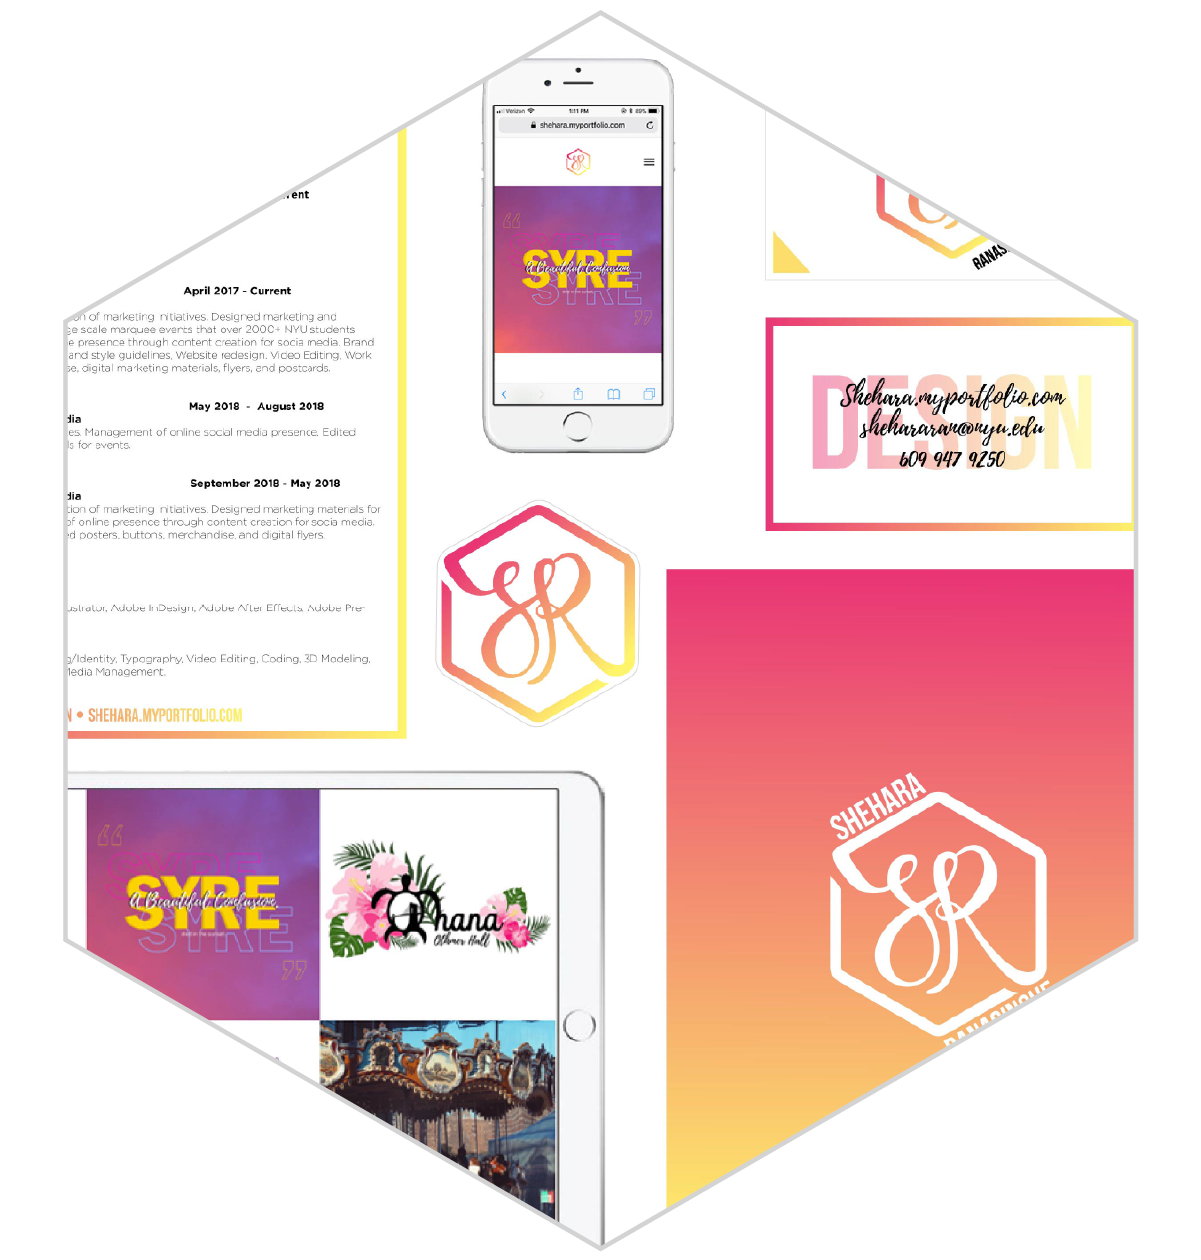 rent
April 2017 - Current
on of marketing initiatives. Designed marketing and
ge scale marquee events that over 2000+ NYU students
e presence through content creation for social media. Brand
and style guidelines, Website redesign. Video Editing, Work
se, digital marketing materials, flyers, and postcards.
May 2018 - August 2018
dia
es. Management of online social media presence. Edited
ls for events.
September 2018 - May 2018
dia
tion of marketing initiatives. Designed marketing materials for
of online presence through content creation for social media.
ed posters, buttons, merchandise, and digital flyers.
ustrator, Adobe InDesign, Adobe After Effects, Adobe Pre-
g/Identity, Typography, Video Editing, Coding, 3D Modeling,
Media Management.
N • SHEHARA.MYPORTFOLIO.COM
Verizon 1:11 PM 89%
shehara.myportfolio.com
SR
“
SYRE
A Beautiful Confusion
SYRE
”
RANAS
DESIGN
Shehara.myportfolio.com
shehararan@nyu.edu
609 947 9250
SR
“
SYRE
SYRE
A Beautiful Confusion
SYRE
”
Ohana
Othmer Hall
SHEHARA
SR
RANASINGHE